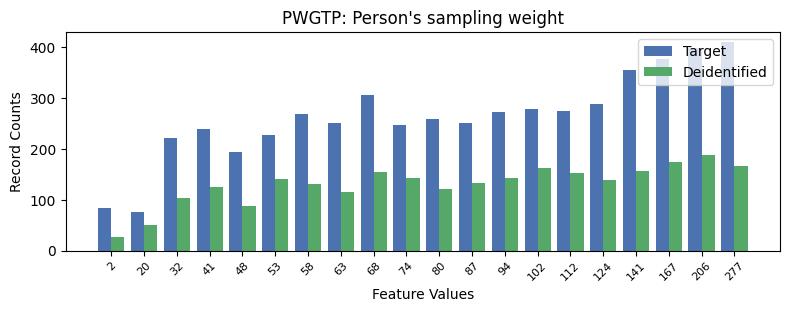 PWGTP: Person's sampling weight
Record Counts
400
300
200
100
0
Target
Deidentified
2 20 32 41 48 53 58 63 68 74 80 87 94 102 112 124 141 167 206 277
Feature Values